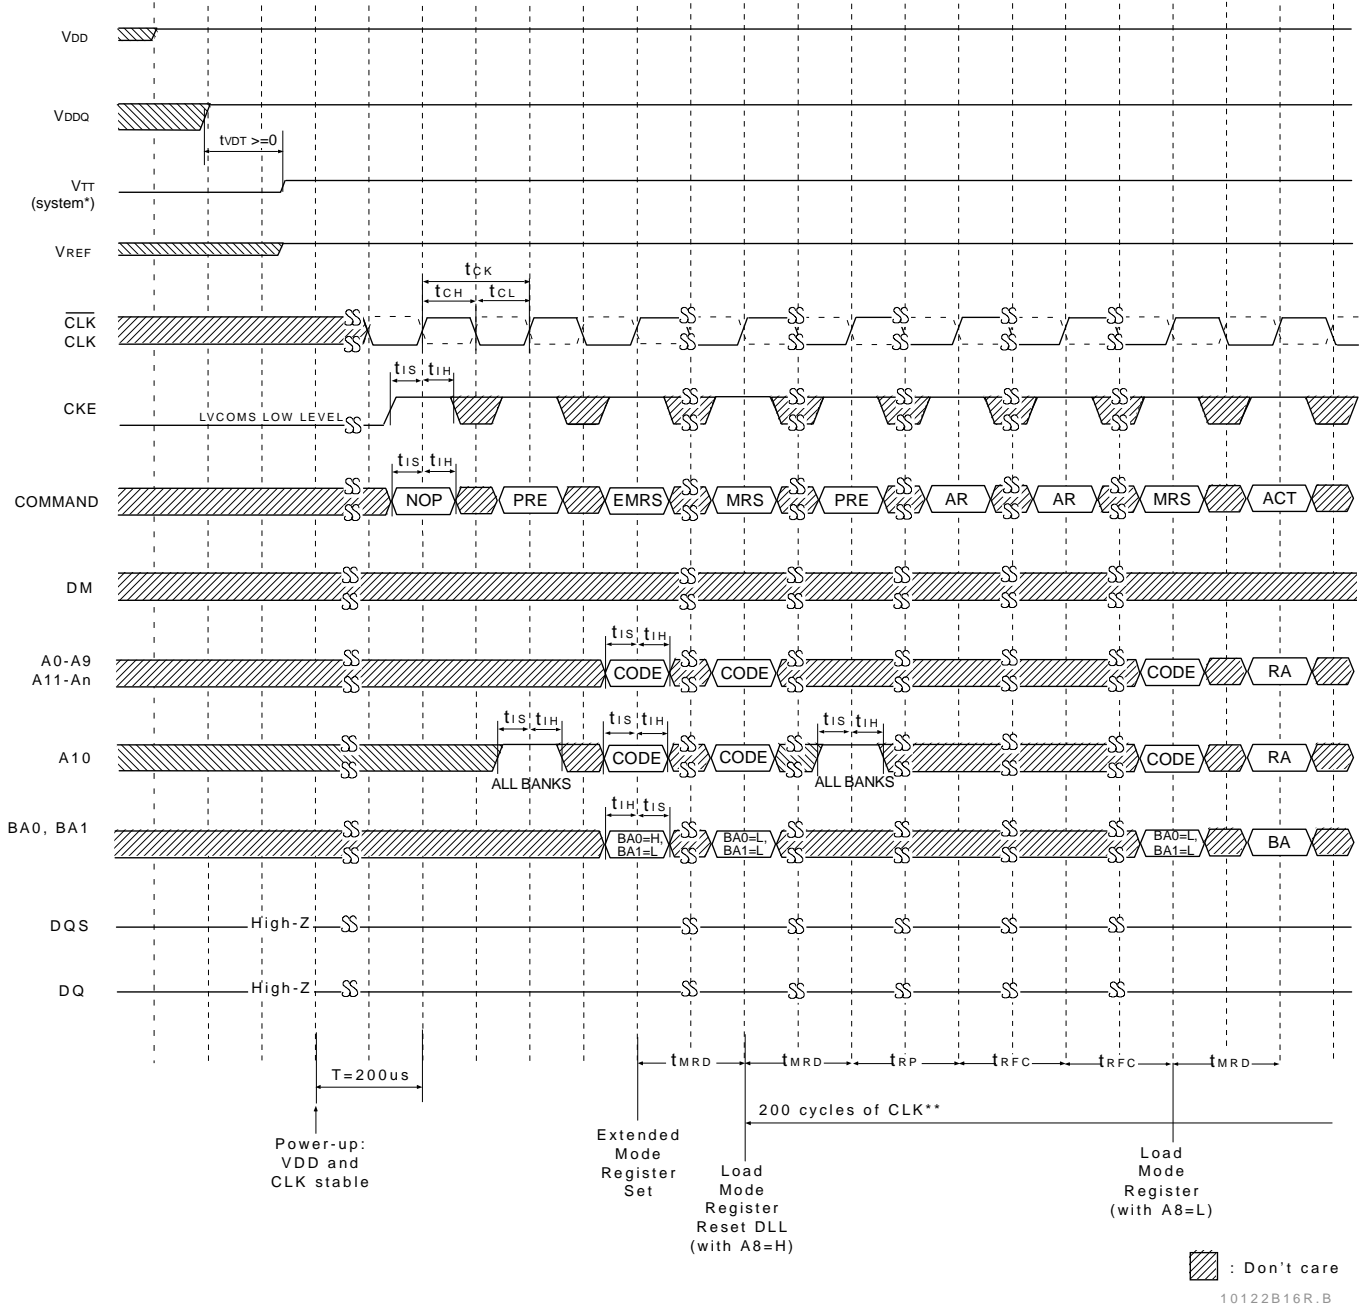 VDD
VDDQ
tVDT >=0
VTT
(system*)
VREF
tCK
tCH
tCL
CLK
CLK
tIS
tIH
CKE
LVCOMS LOW LEVEL
tIS
tIH
COMMAND
NOP
PRE
EMRS
MRS
PRE
AR
AR
MRS
ACT
DM
tIS
tIH
A0-A9
A11-An
CODE
CODE
CODE
RA
tIS
tIH
tIS
tIH
tIS
tIH
A10
CODE
CODE
CODE
RA
ALL BANKS
ALL BANKS
tIH
tIS
BA0, BA1
BA0=H,
BA1=L
BA0=L,
BA1=L
BA0=L,
BA1=L
BA
DQS
High-Z
DQ
High-Z
tMRD
tMRD
tRP
tRFC
tRFC
tMRD
T=200us
200 cycles of CLK**
Power-up:
VDD and
CLK stable
Extended
Mode
Register
Set
Load
Mode
Register
Reset DLL
(with A8=H)
Load
Mode
Register
(with A8=L)
: Don't care
10122B16R.B